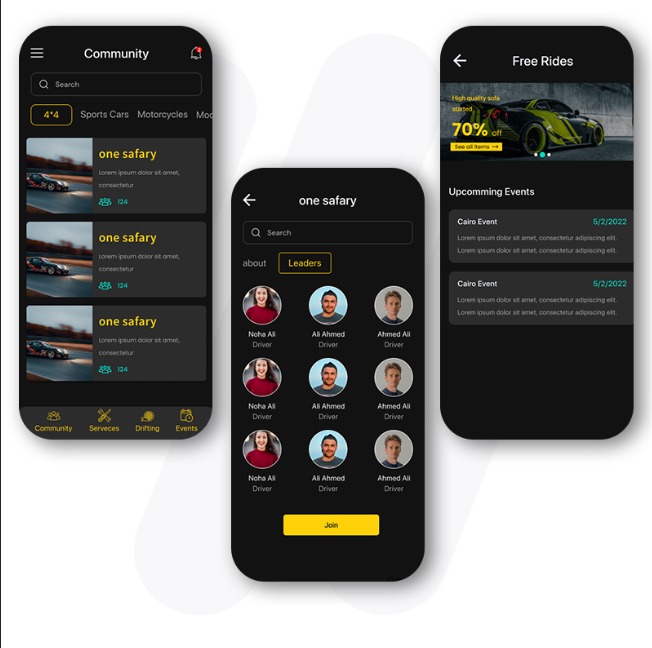 Community
2
Search
4*4 Sports Cars Motorcycles Mod
one safary
Lorem ipsum dolor sit amet,
consectetur
124
one safary
Lorem ipsum dolor sit amet,
consectetur
124
one safary
Lorem ipsum dolor sit amet,
consectetur
124
Community Serveces Drifting Events
one safary
Search
about Leaders
Noha Ali Ali Ahmed Ahmed Ali
Driver Driver Driver
Noha Ali Ali Ahmed Ahmed Ali
Driver Driver Driver
Noha Ali Ali Ahmed Ahmed Ali
Driver Driver Driver
Join
Free Rides
High quality sofa
started
70% off
See all items →
Upcomming Events
Cairo Event 5/2/2022
Lorem ipsum dolor sit amet, consectetur adipiscing elit.
Lorem ipsum dolor sit amet, consectetur adipiscing elit.
Cairo Event 5/2/2022
Lorem ipsum dolor sit amet, consectetur adipiscing elit.
Lorem ipsum dolor sit amet, consectetur adipiscing elit.